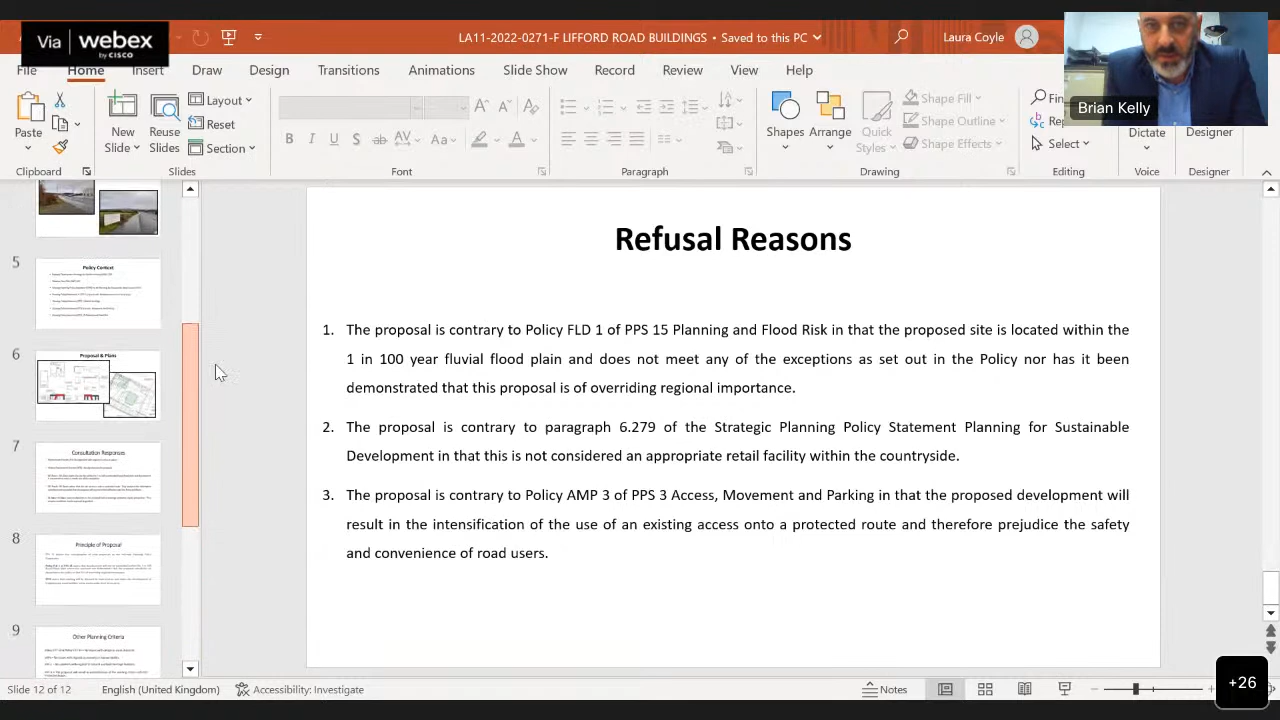 Via webex
by CISCO
LA11-2022-0271-F LIFFORD ROAD BUILDINGS • Saved to this PC
Laura Coyle
File Home Insert Draw Design Transitions Animations Slide Show Record Review View Help
Brian Kelly
Paste
New Slide
Reuse Slides
Layout
Reset
Section
B I U S
Aa
A
Shapes
Arrange
Quick Styles
Shape Fill
Shape Outline
Shape Effects
Select
Dictate
Designer
Clipboard Slides Font Paragraph Drawing Editing Voice Designer
5
Policy Context
6
Proposal & Plans
7
Consultation Responses
8
Principle of Proposal
9
Other Planning Criteria
Refusal Reasons
1. The proposal is contrary to Policy FLD 1 of PPS 15 Planning and Flood Risk in that the proposed site is located within the
1 in 100 year fluvial flood plain and does not meet any of the exceptions as set out in the Policy nor has it been
demonstrated that this proposal is of overriding regional importance.
2. The proposal is contrary to paragraph 6.279 of the Strategic Planning Policy Statement Planning for Sustainable
Development in that this is not considered an appropriate retail use within the countryside.
3. The proposal is contrary to Policy AMP 3 of PPS 3 Access, Movement and Parking in that the proposed development will
result in the intensification of the use of an existing access onto a protected route and therefore prejudice the safety
and convenience of road users.
Slide 12 of 12 English (United Kingdom) Accessibility: Investigate
Notes
+26